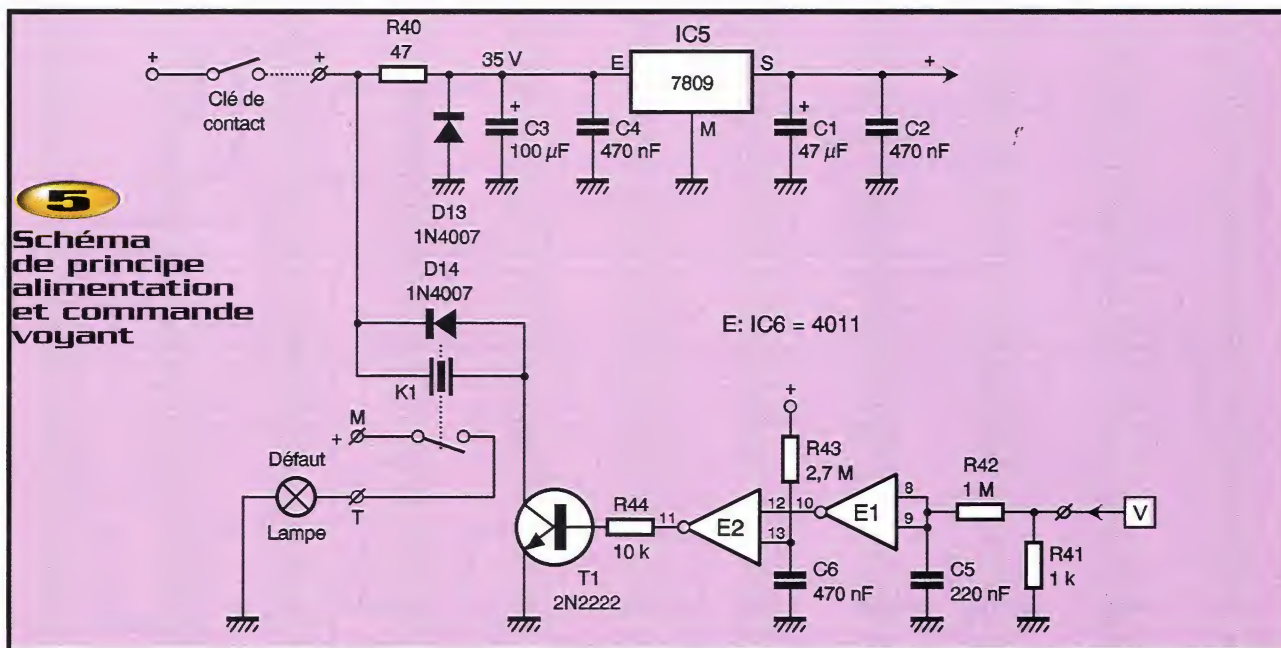 5
Schéma
de principe
alimentation
et commande
voyant
+
Clé de
contact
+
R40
47
35 V
D13
1N4007
+
C3
100 µF
C4
470 nF
IC5
E
7809
S
M
+
C1
47 µF
C2
470 nF
+
D14
1N4007
K1
E: IC6 = 4011
M
+
Défaut
Lampe
T
T1
2N2222
R44
10 k
11
E2
12
13
+
R43
2,7 M
C6
470 nF
10
E1
8
9
R42
1 M
C5
220 nF
R41
1 k
V